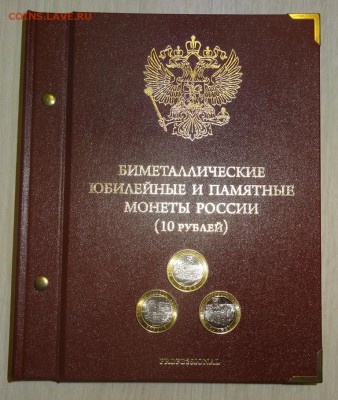 COINS.LAVE.RU
БИМЕТАЛЛИЧЕСКИЕ
ЮБИЛЕЙНЫЕ И ПАМЯТНЫЕ
МОНЕТЫ РОССИИ
(10 РУБЛЕЙ)
PROFESSIONAL